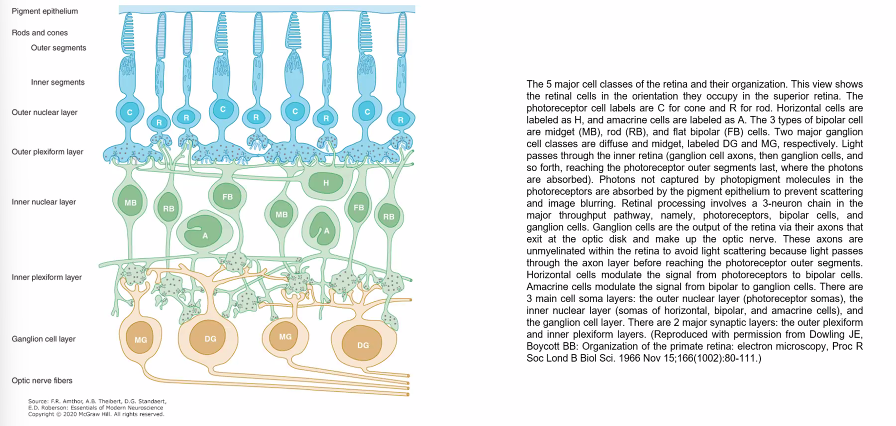 Pigment epithelium
Rods and cones
Outer segments
Inner segments
Outer nuclear layer
C
R
R
C
R
C
R
C
R
Outer plexiform layer
H
Inner nuclear layer
MB
RB
FB
MB
FB
RB
A
A
Inner plexiform layer
Ganglion cell layer
MG
DG
MG
DG
Optic nerve fibers
Source: F.R. Amthor, A.B. Theibert, D.G. Standaert,
E.D. Roberson: Essentials of Modern Neuroscience
Copyright © 2020 McGraw Hill. All rights reserved.
The 5 major cell classes of the retina and their organization. This view shows
the retinal cells in the orientation they occupy in the superior retina. The
photoreceptor cell labels are C for cone and R for rod. Horizontal cells are
labeled as H, and amacrine cells are labeled as A. The 3 types of bipolar cell
are midget (MB), rod (RB), and flat bipolar (FB) cells. Two major ganglion
cell classes are diffuse and midget, labeled DG and MG, respectively. Light
passes through the inner retina (ganglion cell axons, then ganglion cells, and
so forth, reaching the photoreceptor outer segments last, where the photons
are absorbed). Photons not captured by photopigment molecules in the
photoreceptors are absorbed by the pigment epithelium to prevent scattering
and image blurring. Retinal processing involves a 3-neuron chain in the
major throughput pathway, namely, photoreceptors, bipolar cells, and
ganglion cells. Ganglion cells are the output of the retina via their axons that
exit at the optic disk and make up the optic nerve. These axons are
unmyelinated within the retina to avoid light scattering because light passes
through the axon layer before reaching the photoreceptor outer segments.
Horizontal cells modulate the signal from photoreceptors to bipolar cells.
Amacrine cells modulate the signal from bipolar to ganglion cells. There are
3 main cell soma layers: the outer nuclear layer (photoreceptor somas), the
inner nuclear layer (somas of horizontal, bipolar, and amacrine cells), and
the ganglion cell layer. There are 2 major synaptic layers: the outer plexiform
and inner plexiform layers. (Reproduced with permission from Dowling JE,
Boycott BB: Organization of the primate retina: electron microscopy, Proc R
Soc Lond B Biol Sci. 1966 Nov 15;166(1002):80-111.)